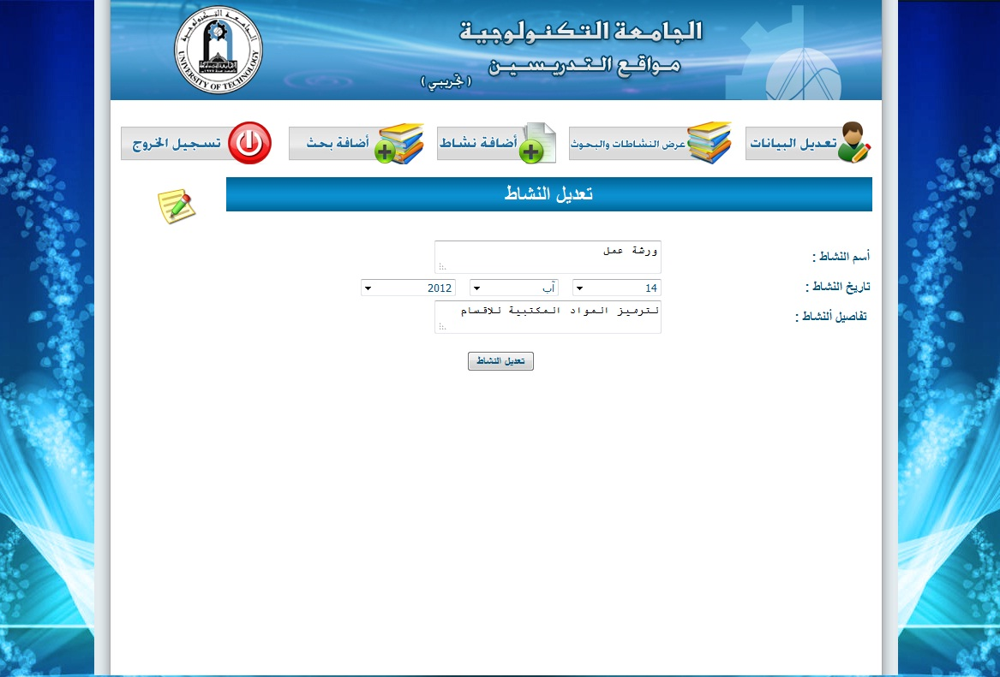 الجامعة التكنولوجية
مواقع التدريسين
(تجريبي)
UNIVERSITY OF TECHNOLOGY
تعديل البيانات
عرض النشاطات والبحوث
أضافة نشاط
أضافة بحث
تسجيل الخروج
تعديل النشاط
أسم النشاط :
ورشة عمل
تاريخ النشاط :
14
آب
2012
تفاصيل ألنشاط :
لترميز المواد المكتبية للاقسام
تعديل النشاط